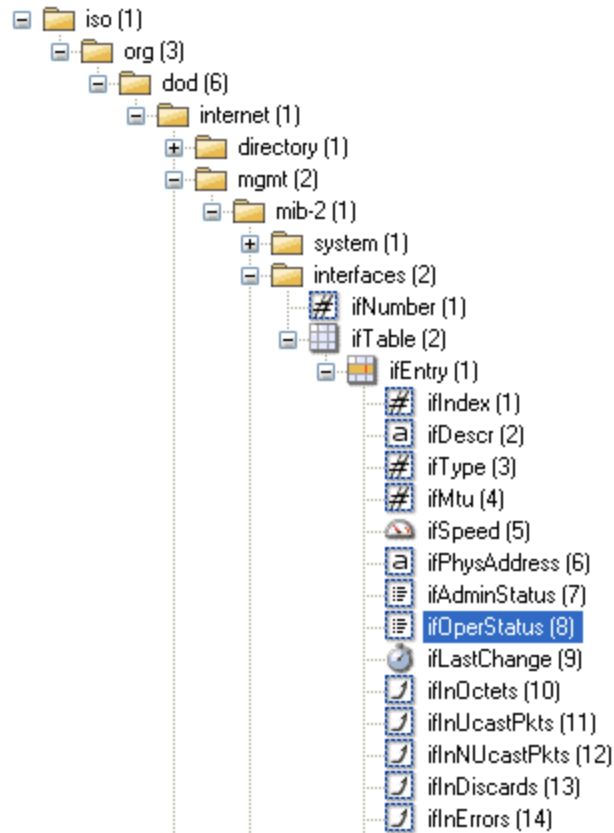 iso (1)
org (3)
dod (6)
internet (1)
directory (1)
mgmt (2)
mib-2 (1)
system (1)
interfaces (2)
ifNumber (1)
ifTable (2)
ifEntry (1)
ifIndex (1)
ifDescr (2)
ifType (3)
ifMtu (4)
ifSpeed (5)
ifPhysAddress (6)
ifAdminStatus (7)
ifOperStatus (8)
ifLastChange (9)
ifInOctets (10)
ifInUcastPkts (11)
ifInNUcastPkts (12)
ifInDiscards (13)
ifInErrors (14)